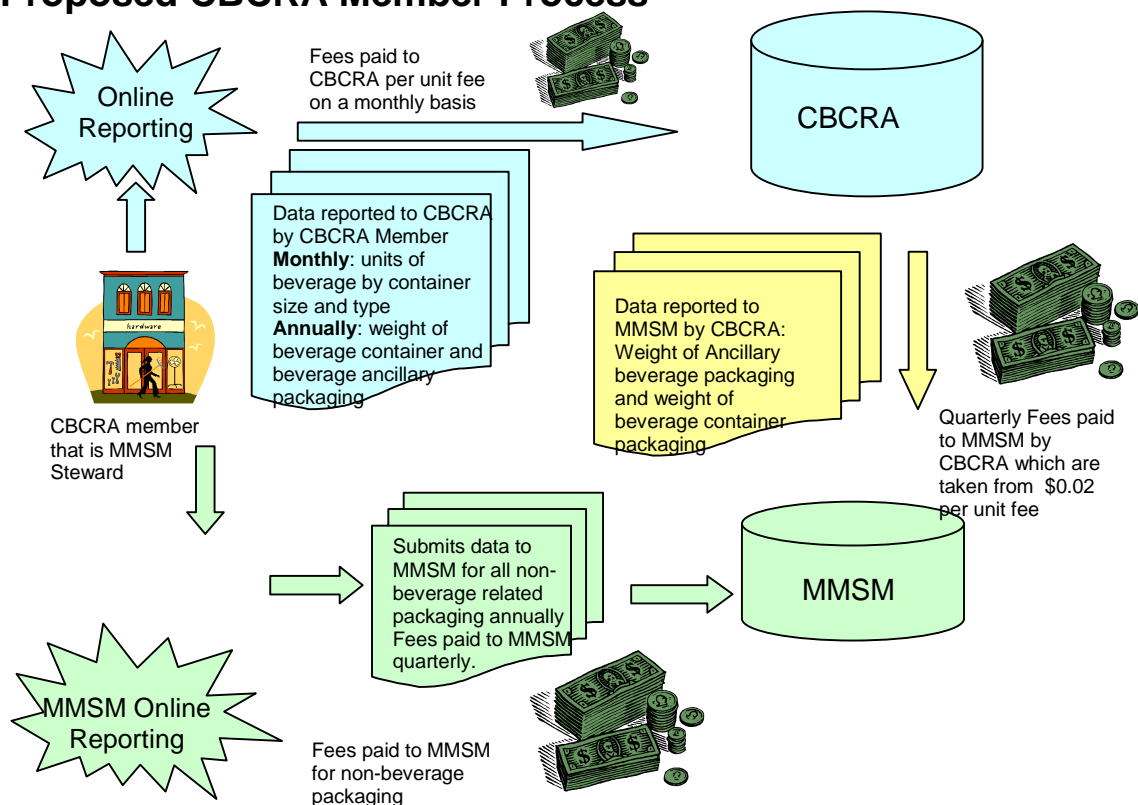 Proposed CBCRA Member Process
Online
Reporting
Fees paid to
CBCRA per unit fee
on a monthly basis
CBCRA
Data reported to CBCRA
by CBCRA Member
Monthly: units of
beverage by container
size and type
Annually: weight of
beverage container and
beverage ancillary
packaging
hardware
CBCRA member
that is MMSM
Steward
Data reported to
MMSM by CBCRA:
Weight of Ancillary
beverage packaging
and weight of
beverage container
packaging
Quarterly Fees paid
to MMSM by
CBCRA which are
taken from $0.02
per unit fee
Submits data to
MMSM for all non-
beverage related
packaging annually
Fees paid to MMSM
quarterly.
MMSM
MMSM Online
Reporting
Fees paid to MMSM
for non-beverage
packaging